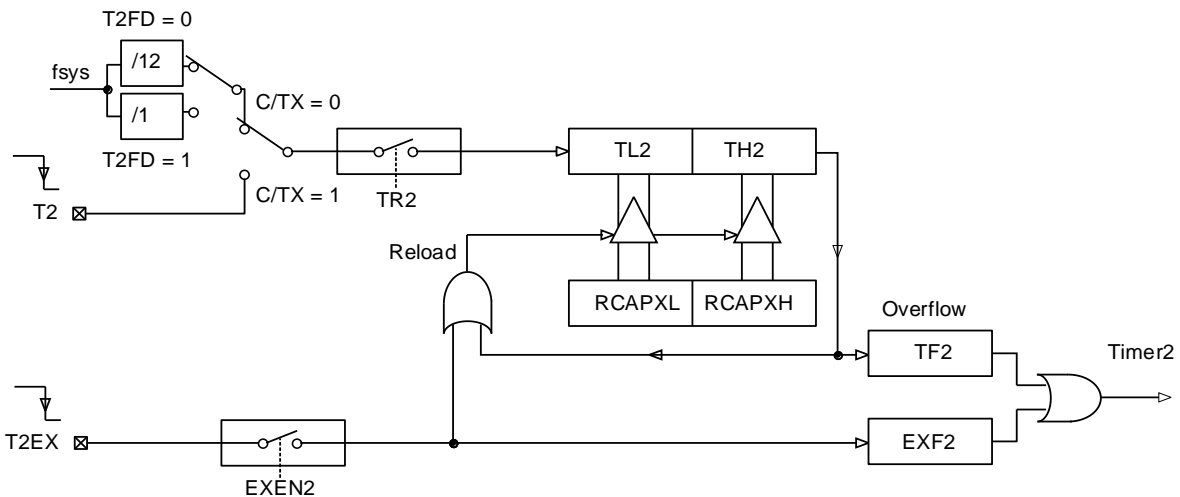 T2FD = 0
/12
fsys
C/TX = 0
/1
T2FD = 1
TL2
TH2
T2
C/TX = 1
TR2
Reload
RCAPXL
RCAPXH
Overflow
TF2
Timer2
T2EX
EXF2
EXEN2